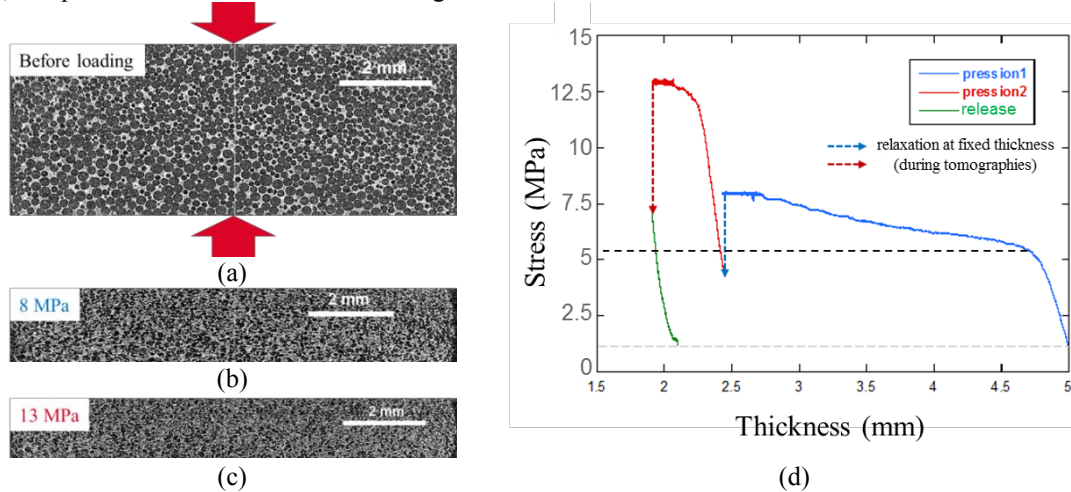 Before loading
2 mm
(a)
8 MPa
2 mm
(b)
13 MPa
2 mm
(c)
15
12.5
10
7.5
5
2.5
0
Stress (MPa)
pression1
pression2
release
relaxation at fixed thickness
(during tomographies)
1.5 2 2.5 3 3.5 4 4.5 5
Thickness (mm)
(d)